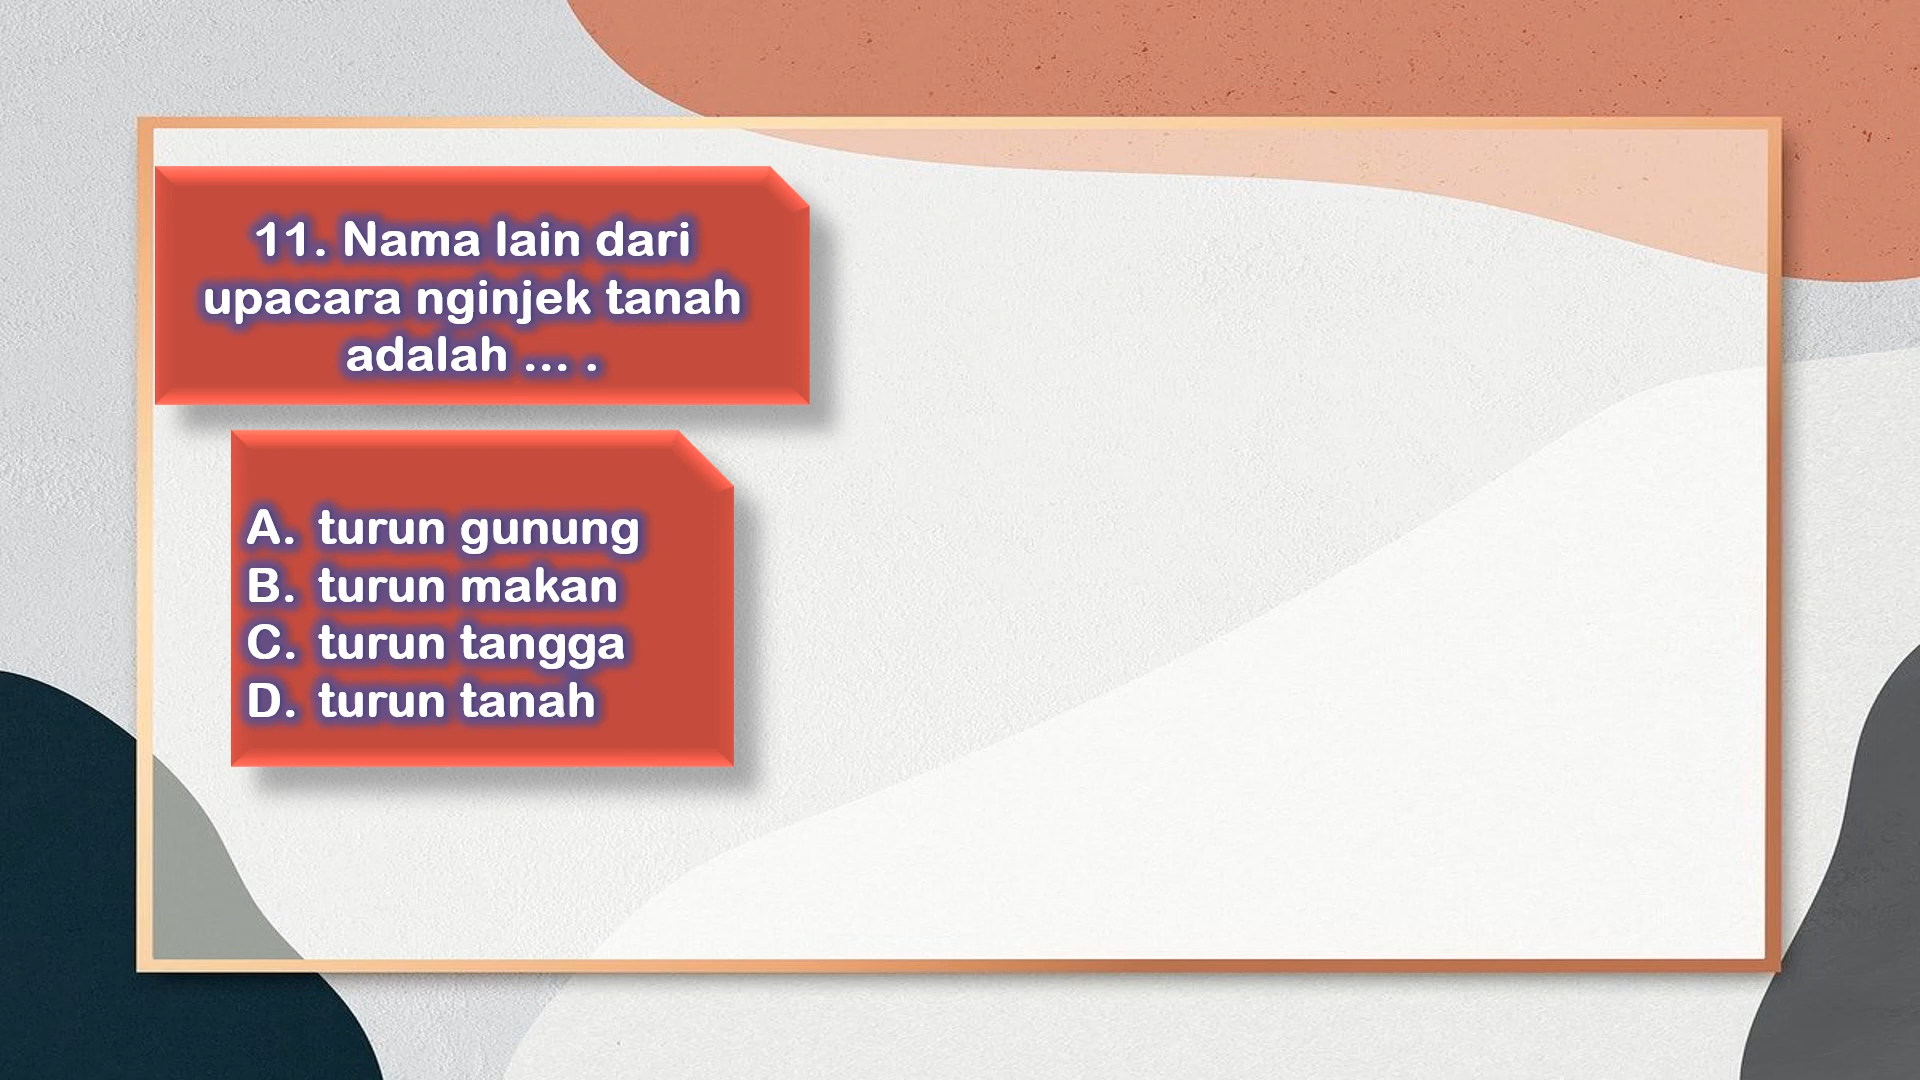 11. Nama lain dari
upacara nginjek tanah
adalah ... .
A. turun gunung
B. turun makan
C. turun tangga
D. turun tanah